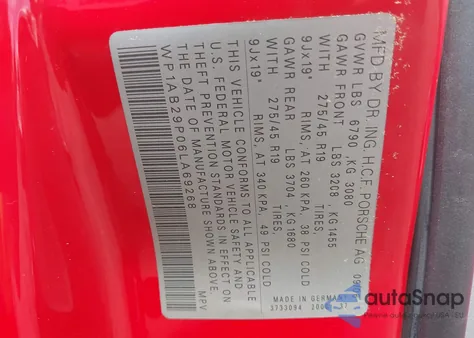 MFD BY DR. ING. H.C.F. PORSCHE AG
GVWR LBS 6790 , KG 3080
GAWR FRONT LBS 3208 , KG 1455
WITH 275/45 R19 TIRES,
9Jx19" RIMS, AT 260 KPA, 38 PSI COLD
GAWR REAR LBS 3704 , KG 1680
WITH 275/45 R19 TIRES,
9Jx19" RIMS, AT 340 KPA, 49 PSI COLD
THIS VEHICLE CONFORMS TO ALL APPLICABLE
U.S. FEDERAL MOTOR VEHICLE SAFETY AND
THEFT PREVENTION STANDARDS IN EFFECT ON
THE DATE OF MANUFACTURE SHOWN ABOVE.
WP1AB29P06LA69268 MPV
MADE IN GERMANY
3733094
autoSnap